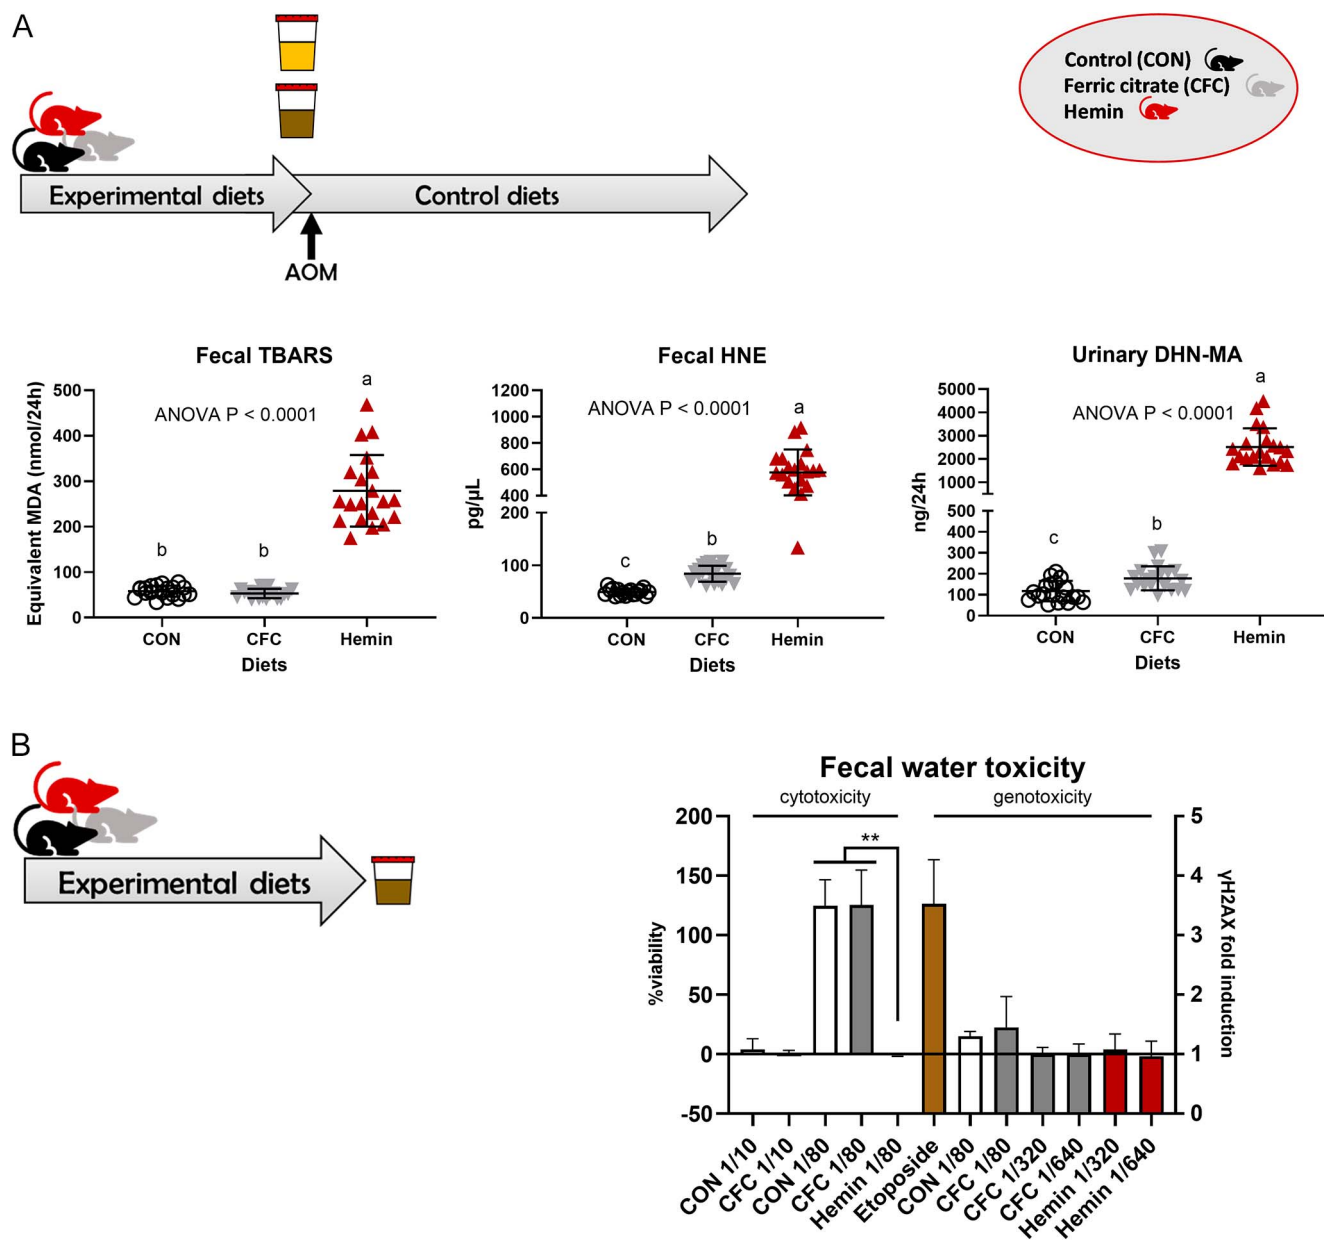 A
Control (CON)
Ferric citrate (CFC)
Hemin
Experimental diets
Control diets
AOM
Fecal TBARS
a
ANOVA P < 0.0001
b
b
Equivalent MDA (nmol/24h)
500
400
300
200
100
0
CON
CFC
Hemin
Diets
Fecal HNE
ANOVA P < 0.0001
a
c
b
pg/µL
1200
1000
800
600
400
200
100
0
CON
CFC
Hemin
Diets
Urinary DHN-MA
a
ANOVA P < 0.0001
c
b
ng/24h
5000
4000
3000
2000
1000
500
400
300
200
100
0
CON
CFC
Hemin
Diets
B
Experimental diets
Fecal water toxicity
cytotoxicity
genotoxicity
**
%viability
200
150
100
50
0
-50
5
4
3
2
1
0
γH2AX fold induction
CON 1/10
CFC 1/10
CON 1/80
CFC 1/80
Hemin 1/80
Etoposide
CON 1/80
CFC 1/80
CFC 1/320
CFC 1/640
Hemin 1/320
Hemin 1/640